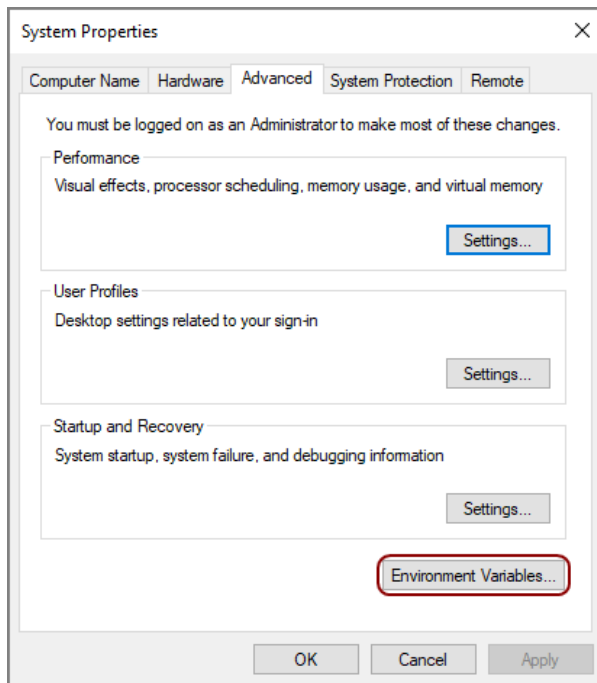 System Properties
Computer Name Hardware Advanced System Protection Remote
You must be logged on as an Administrator to make most of these changes.
Performance
Visual effects, processor scheduling, memory usage, and virtual memory
Settings...
User Profiles
Desktop settings related to your sign-in
Settings...
Startup and Recovery
System startup, system failure, and debugging information
Settings...
Environment Variables...
OK Cancel Apply